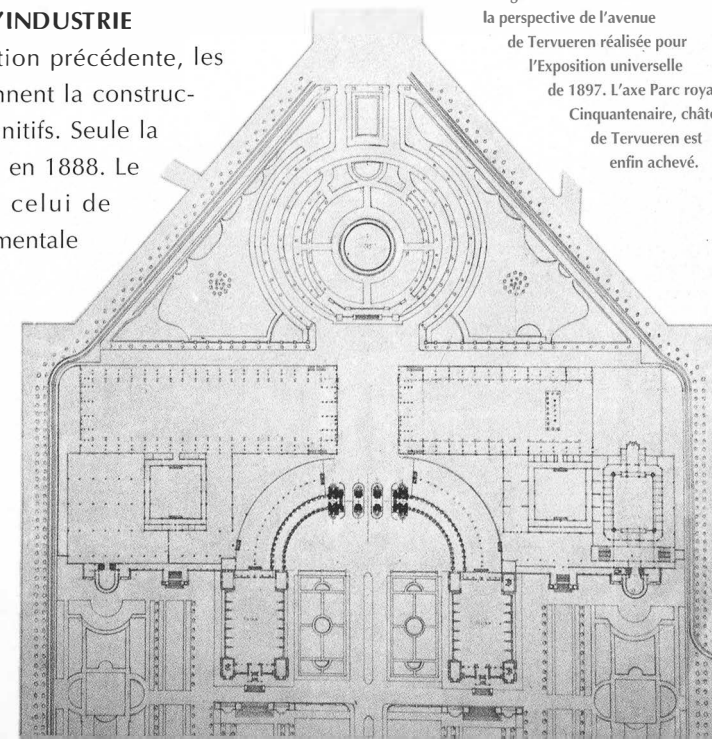 'INDUSTRIE
tion précédente, les
nnent la construc-
nitifs. Seule la
en 1888. Le
celui de
mentale
la perspective de l'avenue
de Tervueren réalisée pour
l'Exposition universelle
de 1897. L'axe Parc roya
Cinquantenaire, châte
de Tervueren est
enfin achevé.